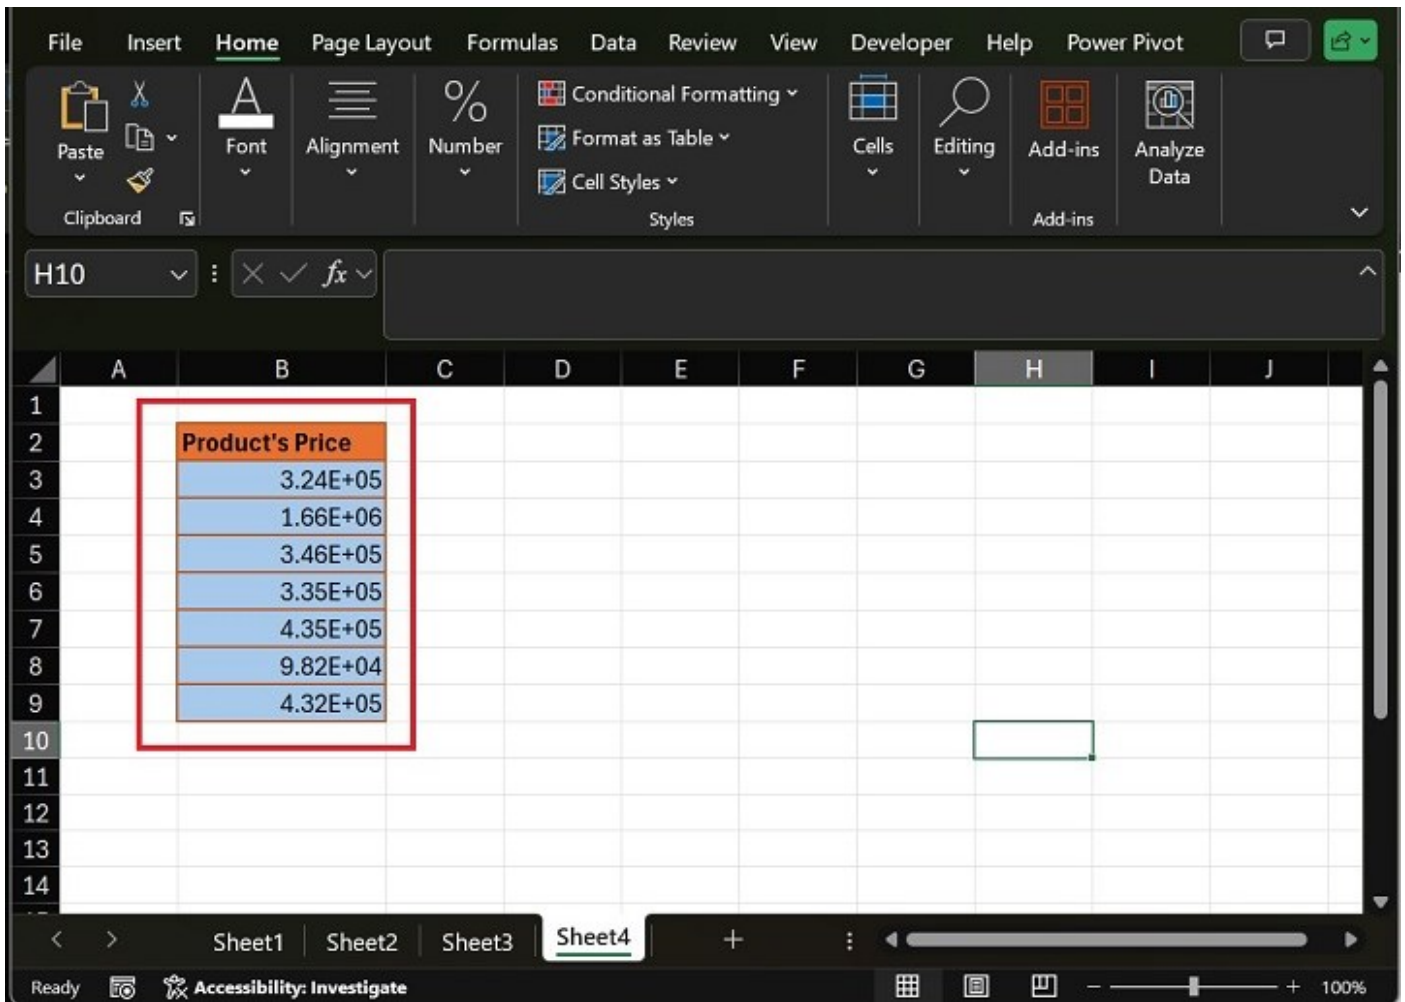 File Insert Home Page Layout Formulas Data Review View Developer Help Power Pivot
Paste
Font
Alignment
Number
Conditional Formatting
Format as Table
Cell Styles
Cells
Editing
Add-ins
Analyze
Data
Clipboard
Styles
Add-ins
H10
fx
A B C D E F G H I J
1
2 Product's Price
3 3.24E+05
4 1.66E+06
5 3.46E+05
6 3.35E+05
7 4.35E+05
8 9.82E+04
9 4.32E+05
10
11
12
13
14
Sheet1 Sheet2 Sheet3 Sheet4
Ready Accessibility: Investigate 100%